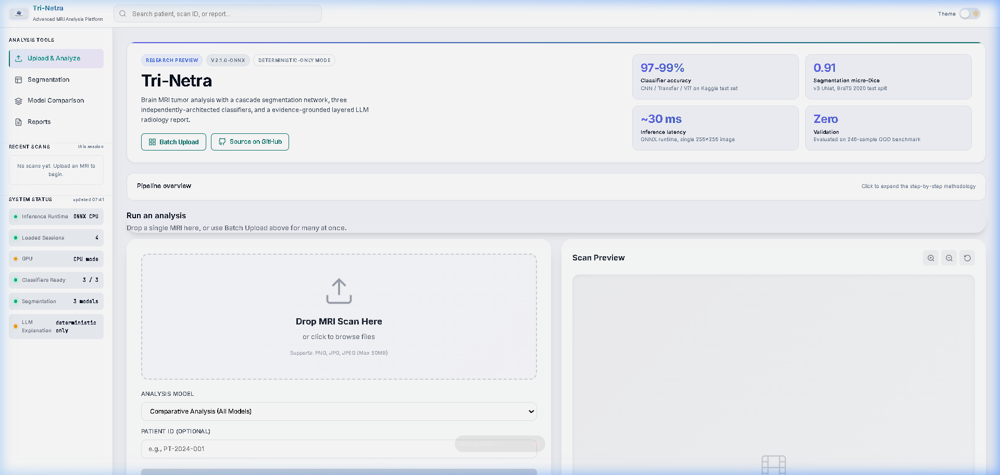 Tri-Netra
Advanced MRI Analysis Platform
Search patient, scan ID, or report...
Theme
ANALYSIS TOOLS
Upload & Analyze
Segmentation
Model Comparison
Reports
RECENT SCANS this session
No scans yet. Upload an MRI to
begin.
SYSTEM STATUS updated 07:41
Inference Runtime ONNX CPU
Loaded Sessions 4
GPU CPU mode
Classifiers Ready 3 / 3
Segmentation 3 models
LLM Explanation deterministic only
RESEARCH PREVIEW V2.1.0-ONNX DETERMINISTIC-ONLY MODE
Tri-Netra
Brain MRI tumor analysis with a cascade segmentation network, three
independently-architected classifiers, and a evidence-grounded layered LLM
radiology report.
Batch Upload Source on GitHub
97-99%
Classifier accuracy
CNN / Transfer / ViT on Kaggle test set
0.91
Segmentation micro-Dice
v3 UNet, BraTS 2020 test split
~30 ms
Inference latency
ONNX runtime, single 256×256 image
Zero
Validation
Evaluated on 246-sample OOD benchmark
Pipeline overview Click to expand the step-by-step methodology
Run an analysis
Drop a single MRI here, or use Batch Upload above for many at once.
Drop MRI Scan Here
or click to browse files
Supports: PNG, JPG, JPEG (Max 50MB)
ANALYSIS MODEL
Comparative Analysis (All Models)
PATIENT ID (OPTIONAL)
e.g., PT-2024-001
Scan Preview